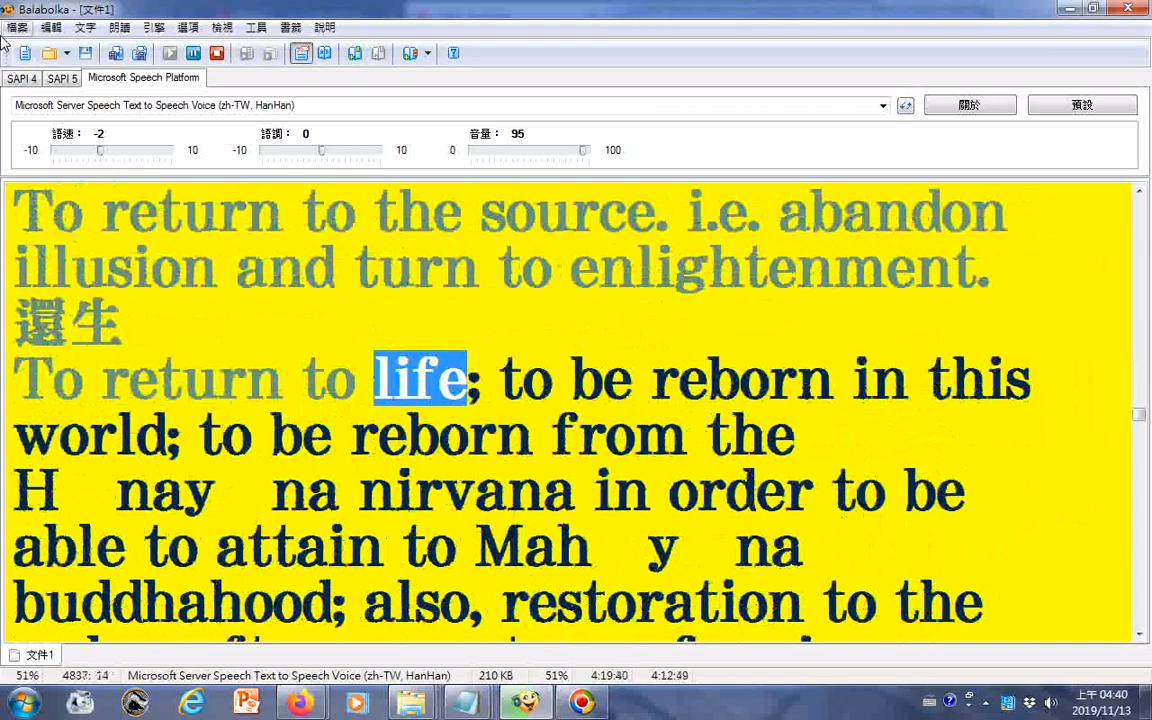 Balabolka - [文件1]
檔案 編輯 文字 朗讀 引擎 選項 檢視 工具 書籤 說明
SAPI 4 SAPI 5 Microsoft Speech Platform
Microsoft Server Speech Text to Speech Voice (zh-TW, HanHan) 關於 預設
語速： -2 語調： 0 音量： 95
-10 10 -10 10 0 100
To return to the source. i.e. abandon
illusion and turn to enlightenment.
還生
To return to life; to be reborn in this
world; to be reborn from the
H nay na nirvana in order to be
able to attain to Mah y na
buddhahood; also, restoration to the
文件1
51% 4837: 14 Microsoft Server Speech Text to Speech Voice (zh-TW, HanHan) 210 KB 51% 4:19:40 4:12:49
上午 04:40
2019/11/13